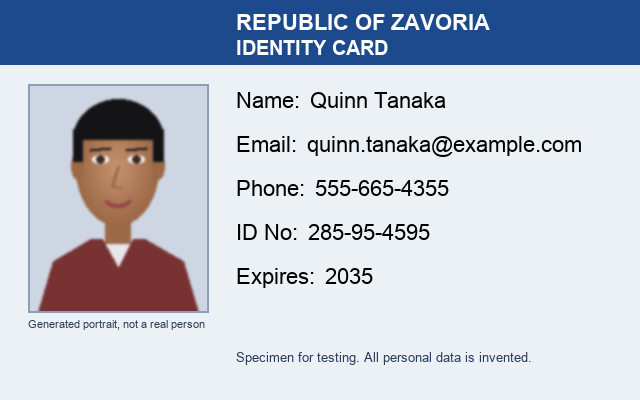 REPUBLIC OF ZAVORIA
IDENTITY CARD
Name: Quinn Tanaka
Email: quinn.tanaka@example.com
Phone: 555-665-4355
ID No: 285-95-4595
Expires: 2035
Generated portrait, not a real person
Specimen for testing. All personal data is invented.